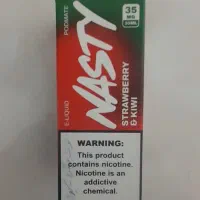 PODMATE
E-LIQUID
NASTY
35
MG
STRAWBERRY
& KIWI
WARNING:
This product
contains nicotine.
Nicotine is an
addictive
chemical.